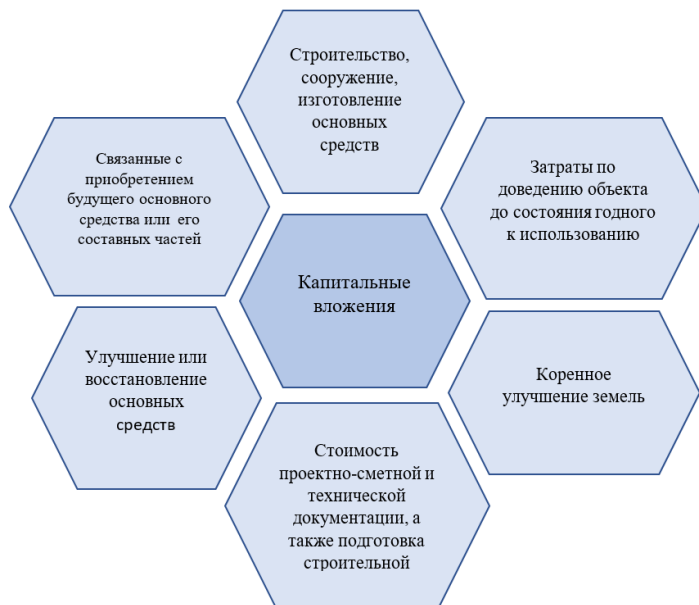 Строительство,
сооружение,
изготовление
основных
средств
Связанные с
приобретением
будущего основного
средства или его
составных частей
Затраты по
доведению объекта
до состояния годного
к использованию
Капитальные
вложения
Улучшение или
восстановление
основных
средств
Коренное
улучшение земель
Стоимость
проектно-сметной и
технической
документации, а
также подготовка
строительной